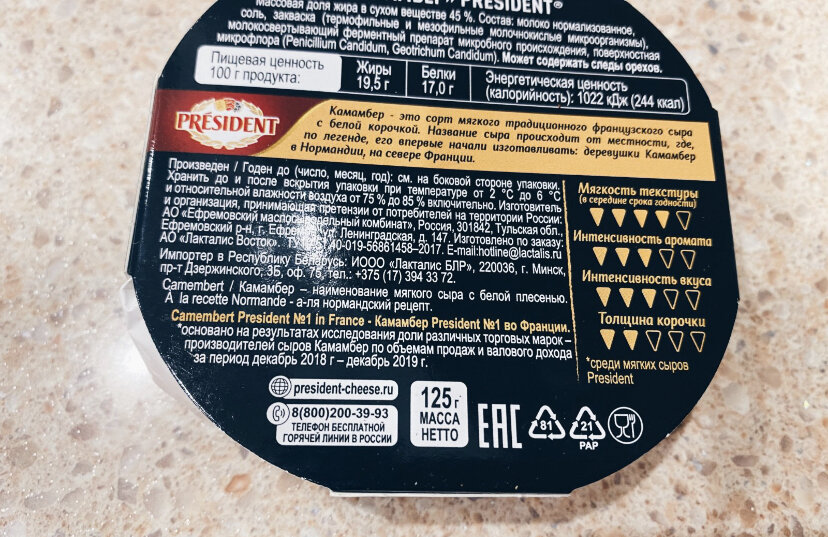 PRESIDENT®
Массовая доля жира в сухом веществе 45 %. Состав: молоко нормализованное,
соль, закваска (термофильные и мезофильные молочнокислые микроорганизмы),
молокосвертывающий ферментный препарат микробного происхождения, поверхностная
микрофлора (Penicillium Candidum, Geotrichum Candidum). Может содержать следы орехов.
Пищевая ценность
100 г продукта:
Жиры
19,5 г
Белки
17,0 г
Энергетическая ценность
(калорийность): 1022 кДж (244 ккал)
PRÉSIDENT
Камамбер - это сорт мягкого традиционного французского сыра
с белой корочкой. Название сыра происходит от местности, где,
по легенде, его впервые начали изготавливать: деревушки Камамбер
в Нормандии, на севере Франции.
Произведен / Годен до (число, месяц, год): см. на боковой стороне упаковки.
Хранить до и после вскрытия упаковки при температуре от 2 °C до 6 °C
и относительной влажности воздуха от 75 % до 85 % включительно. Изготовитель
и организация, принимающая претензии от потребителей на территории России:
АО «Ефремовский маслосыродельный комбинат», Россия, 301842, Тульская обл.,
Ефремовский р-н, г. Ефремов, ул. Ленинградская, д. 147. Изготовлено по заказу:
АО «Лакталис Восток». 40-019-56861458–2017. E-mail:hotline@lactalis.ru
Импортер в Республику Беларусь: ИООО «Лакталис БЛР», 220036, г. Минск,
пр-т Дзержинского, 3Б, оф. 75, тел.: +375 (17) 394 33 72.
Camembert / Камамбер – наименование мягкого сыра с белой плесенью.
A la recette Normande - а-ля нормандский рецепт.
Camembert President №1 in France - Камамбер President №1 во Франции.
*основано на результатах исследования доли различных торговых марок –
производителей сыров Камамбер по объемам продаж и валового дохода
за период декабрь 2018 г – декабрь 2019 г.
Мягкость текстуры
(в середине срока годности)
Интенсивность аромата
Интенсивность вкуса
Толщина корочки
*среди мягких сыров
President
president-cheese.ru
8(800)200-39-93
ТЕЛЕФОН БЕСПЛАТНОЙ
ГОРЯЧЕЙ ЛИНИИ В РОССИИ
125 г
МАССА
НЕТТО
EAC
81
21
PAP